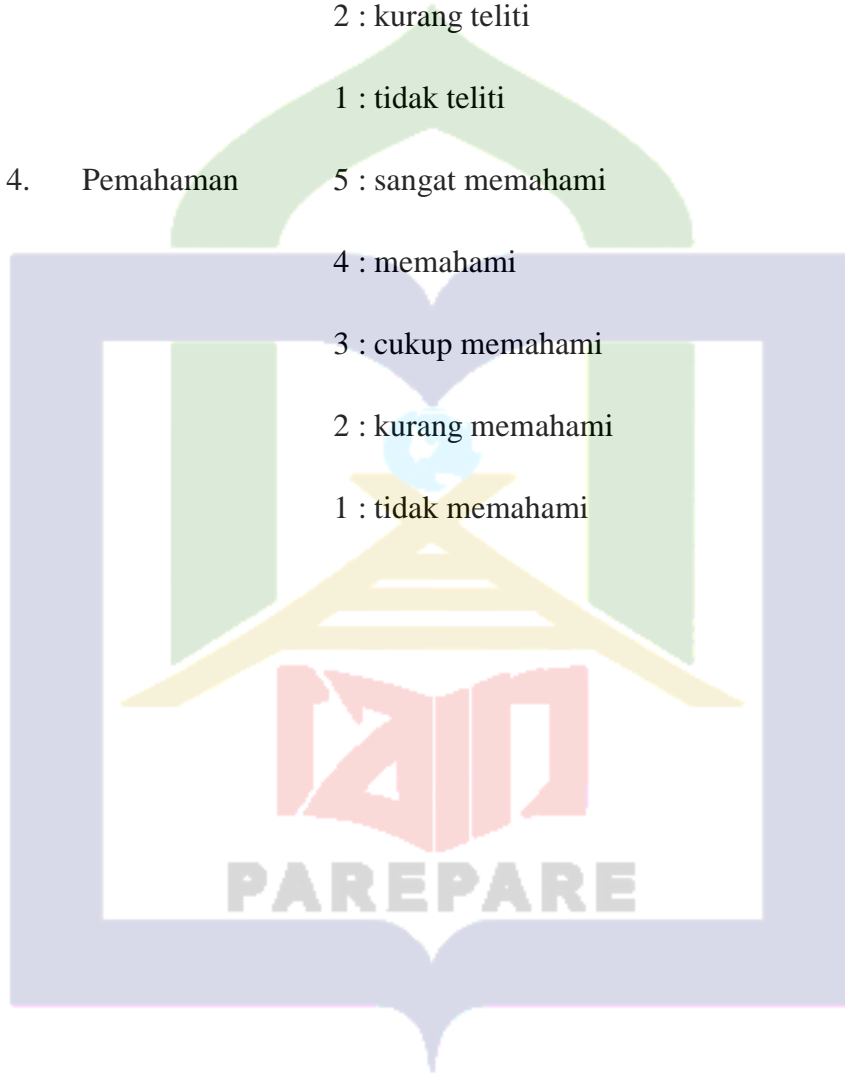 2 : kurang teliti
1 : tidak teliti
4. Pemahaman 5 : sangat memahami
4 : memahami
3 : cukup memahami
2 : kurang memahami
1 : tidak memahami
iain
PAREPARE